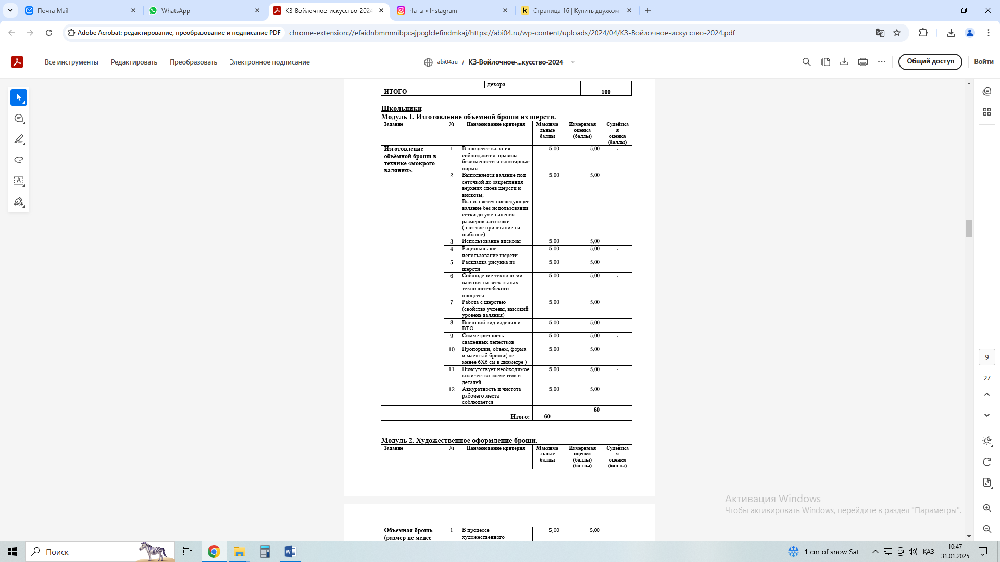 Почта Mail
WhatsApp
КЗ-Войлочное-искусство-2024
Чаты • Instagram
Страница 16 | Купить двухком
Adobe Acrobat: редактирование, преобразование и подписание PDF
chrome-extension://efaidnbmnnnibpcajpcglclefindmkaj/https://abi04.ru/wp-content/uploads/2024/04/КЗ-Войлочное-искусство-2024.pdf
Все инструменты
Редактировать
Преобразовать
Электронное подписание
abi04.ru / КЗ-Войлочное-...кусство-2024
Общий доступ
Войти
декора
ИТОГО 100
Школьники
Модуль 1. Изготовление объемной броши из шерсти.
Задание № Наименование критерия Максима Измеримая Судейска
льные оценка я
баллы (баллы) оценка
(баллы)
Изготовление 1 В процессе валяния 5,00 5,00 -
объёмной броши в соблюдаются правила
технике «мокрого безопасности и санитарные
валяния». нормы
2 Выполняется валяние под 5,00 5,00 -
сеточкой до закрепления
верхних слоев шерсти и
вискозы;
Выполняется последующее
валяние без использования
сетки до уменьшения
размеров заготовки
(плотное прилегание на
шаблоне)
3 Использование вискозы 5,00 5,00 -
4 Рациональное 5,00 5,00 -
использование шерсти
5 Раскладка рисунка из 5,00 5,00 -
шерсти
6 Соблюдение технологии 5,00 5,00 -
валяния на всех этапах
технологичебского
процесса
7 Работа с шерстью 5,00 5,00 -
(свойства учтены, высокий
уровень валяния)
8 Внешний вид изделия и 5,00 5,00 -
ВТО
9 Симметричность 5,00 5,00 -
сваленных лепестков
10 Пропорции, объем, форма 5,00 5,00 -
и масштаб броши( не
менее 6Х6 см в диаметре )
11 Присутствует необходимое 5,00 5,00 -
количество элементов и
деталей
12 Аккуратность и чистота 5,00 5,00 -
рабочего места
соблюдается
60 -
Итого: 60
Модуль 2. Художественное оформление броши.
Задание № Наименование критерия Максима Измеримая Судейска
льные оценка я
баллы (баллы) оценка
(баллы) (баллы)
Объемная брошь 1 В процессе 5,00 5,00 -
(размер не менее художественного
9
27
Активация Windows
Чтобы активировать Windows, перейдите в раздел "Параметры".
Поиск
1 cm of snow Sat
ҚАЗ
10:47
31.01.2025